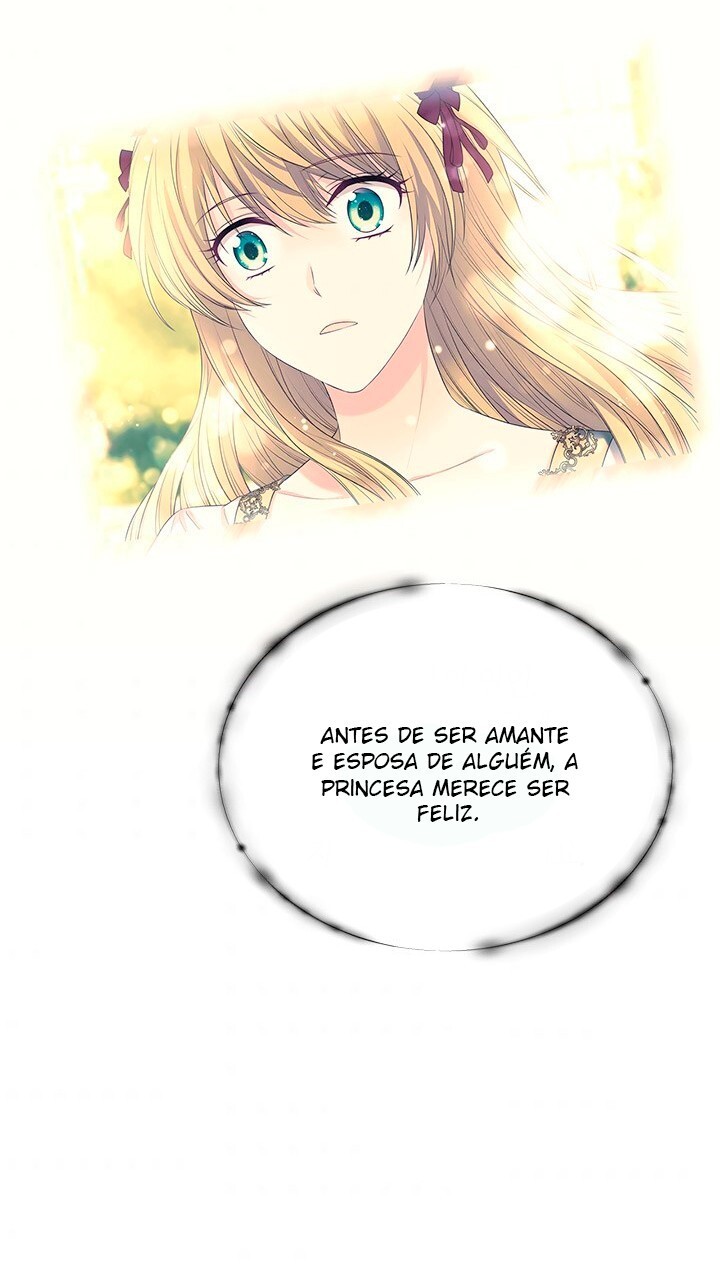 ANTES DE SER AMANTE
E ESPOSA DE ALGUÉM, A
PRINCESA MERECE SER
FELIZ.